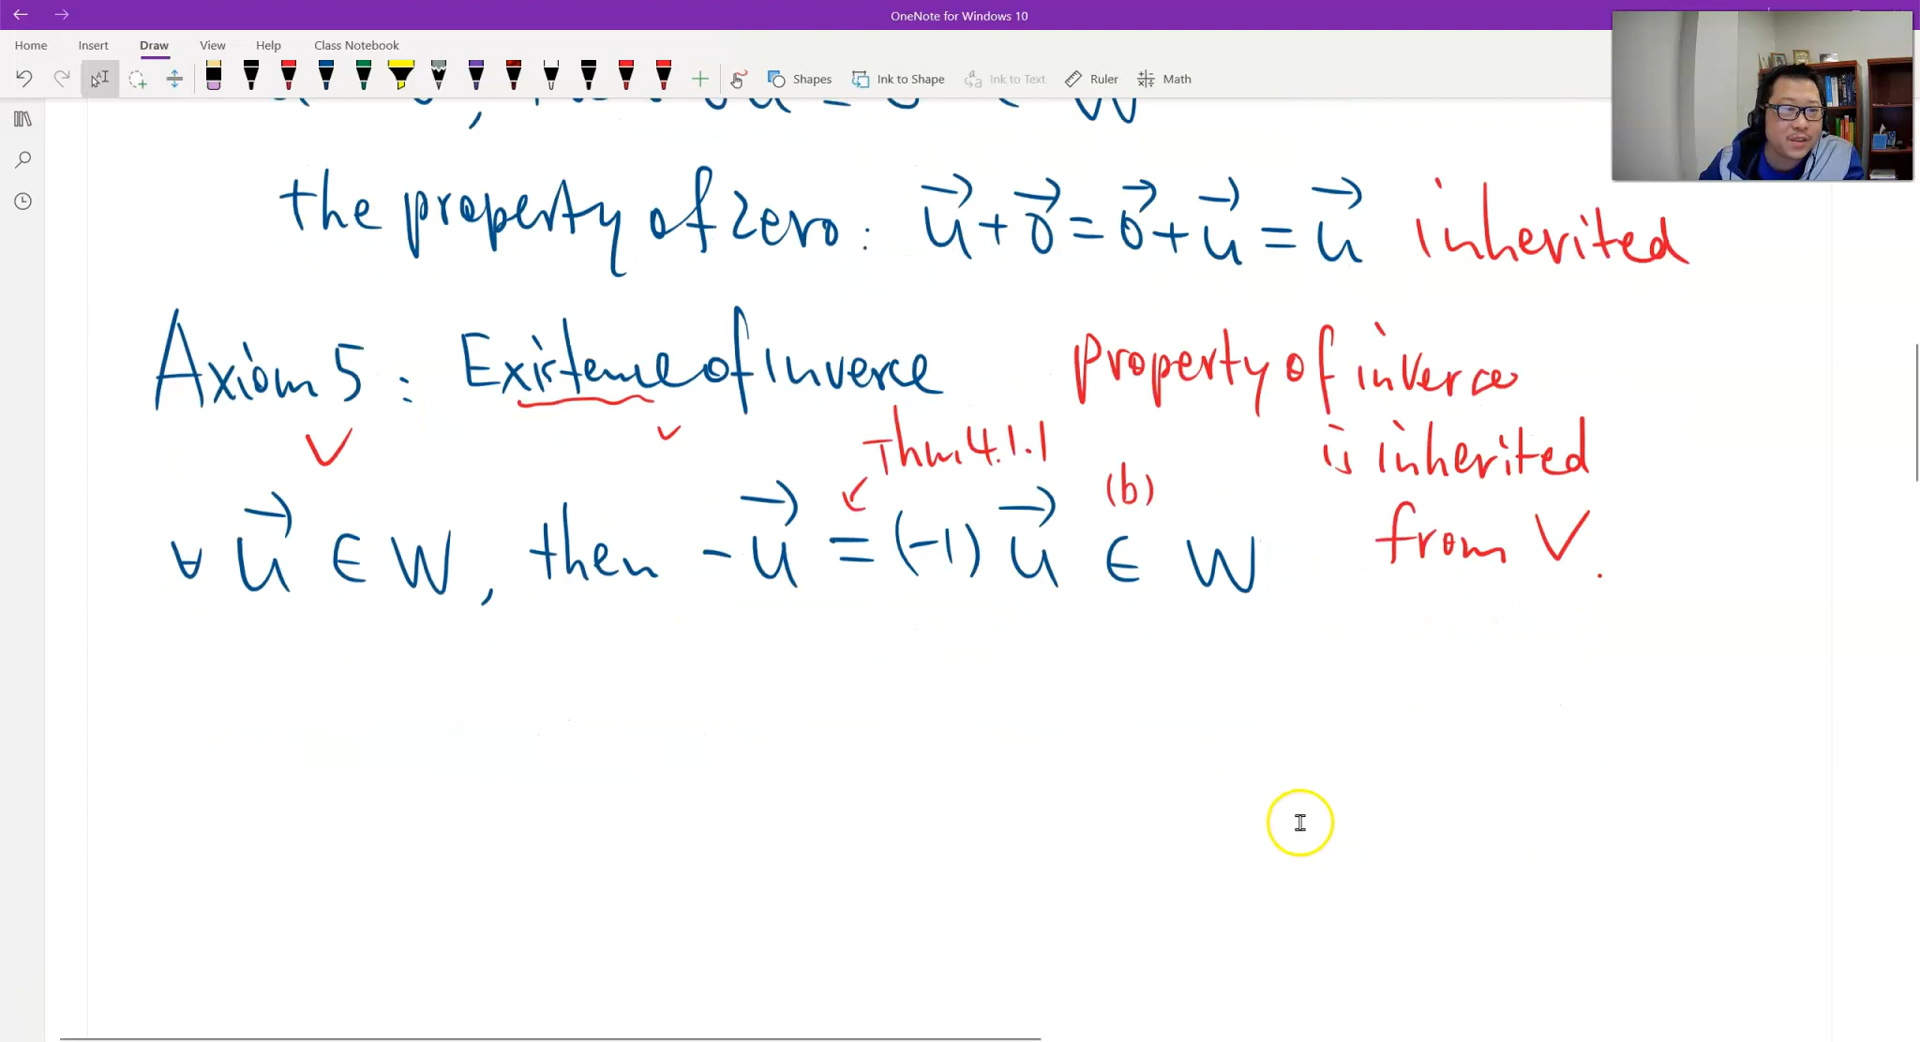 OneNote for Windows 10
Home Insert Draw View Help Class Notebook
Shapes Ink to Shape Ink to Text Ruler Math
the property of zero: u⃗ + 0⃗ = 0⃗ + u⃗ = u⃗ inherited
Axiom 5: Existence of inverse
Property of inverse
is inherited
from V.
Thm 4.1.1
(b)
∀ u⃗ ∈ W, then -u⃗ = (-1) u⃗ ∈ W